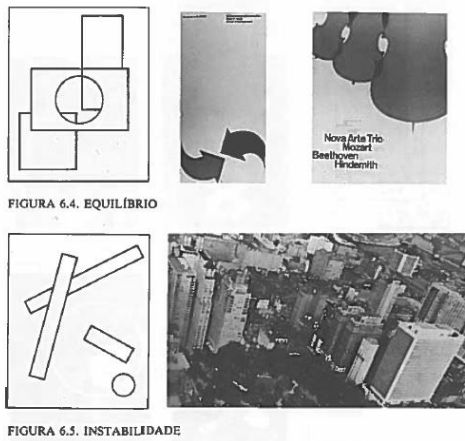 Nova Arte Trio
Mozart
Beethoven
Hindemith
FIGURA 6.4. EQUILÍBRIO
FIGURA 6.5. INSTABILIDADE